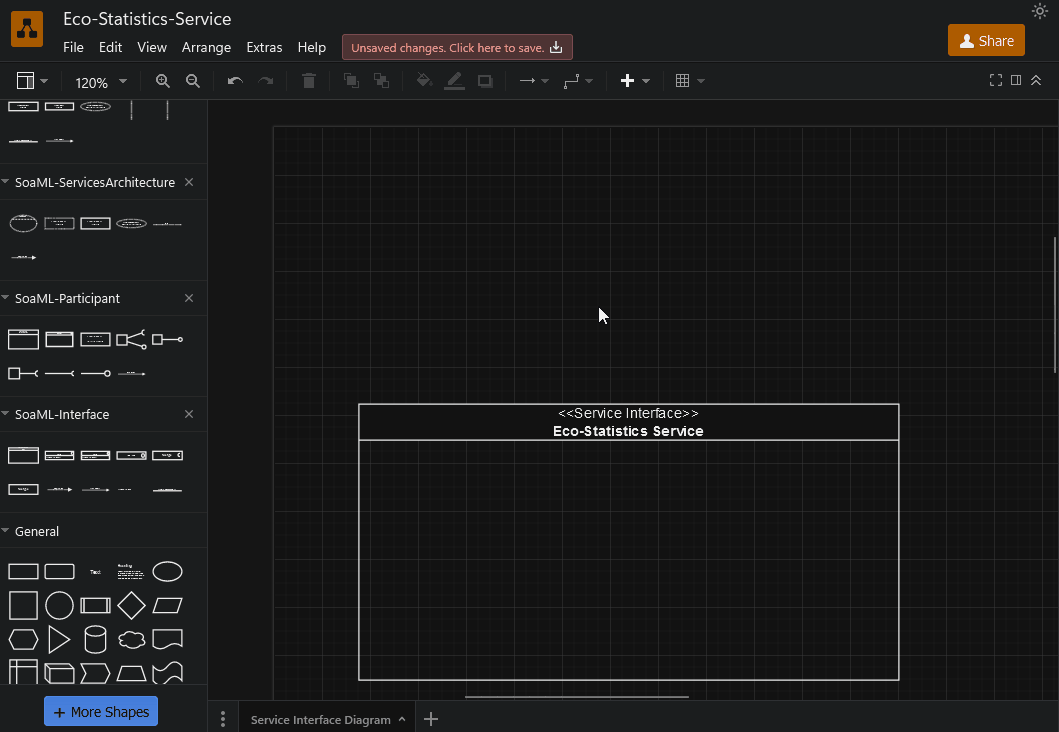 Eco-Statistics-Service
File Edit View Arrange Extras Help
Unsaved changes. Click here to save.
Share
120%
SoaML-ServicesArchitecture
SoaML-Participant
SoaML-Interface
General
Text
Heading
More Shapes
<<Service Interface>>
Eco-Statistics Service
Service Interface Diagram